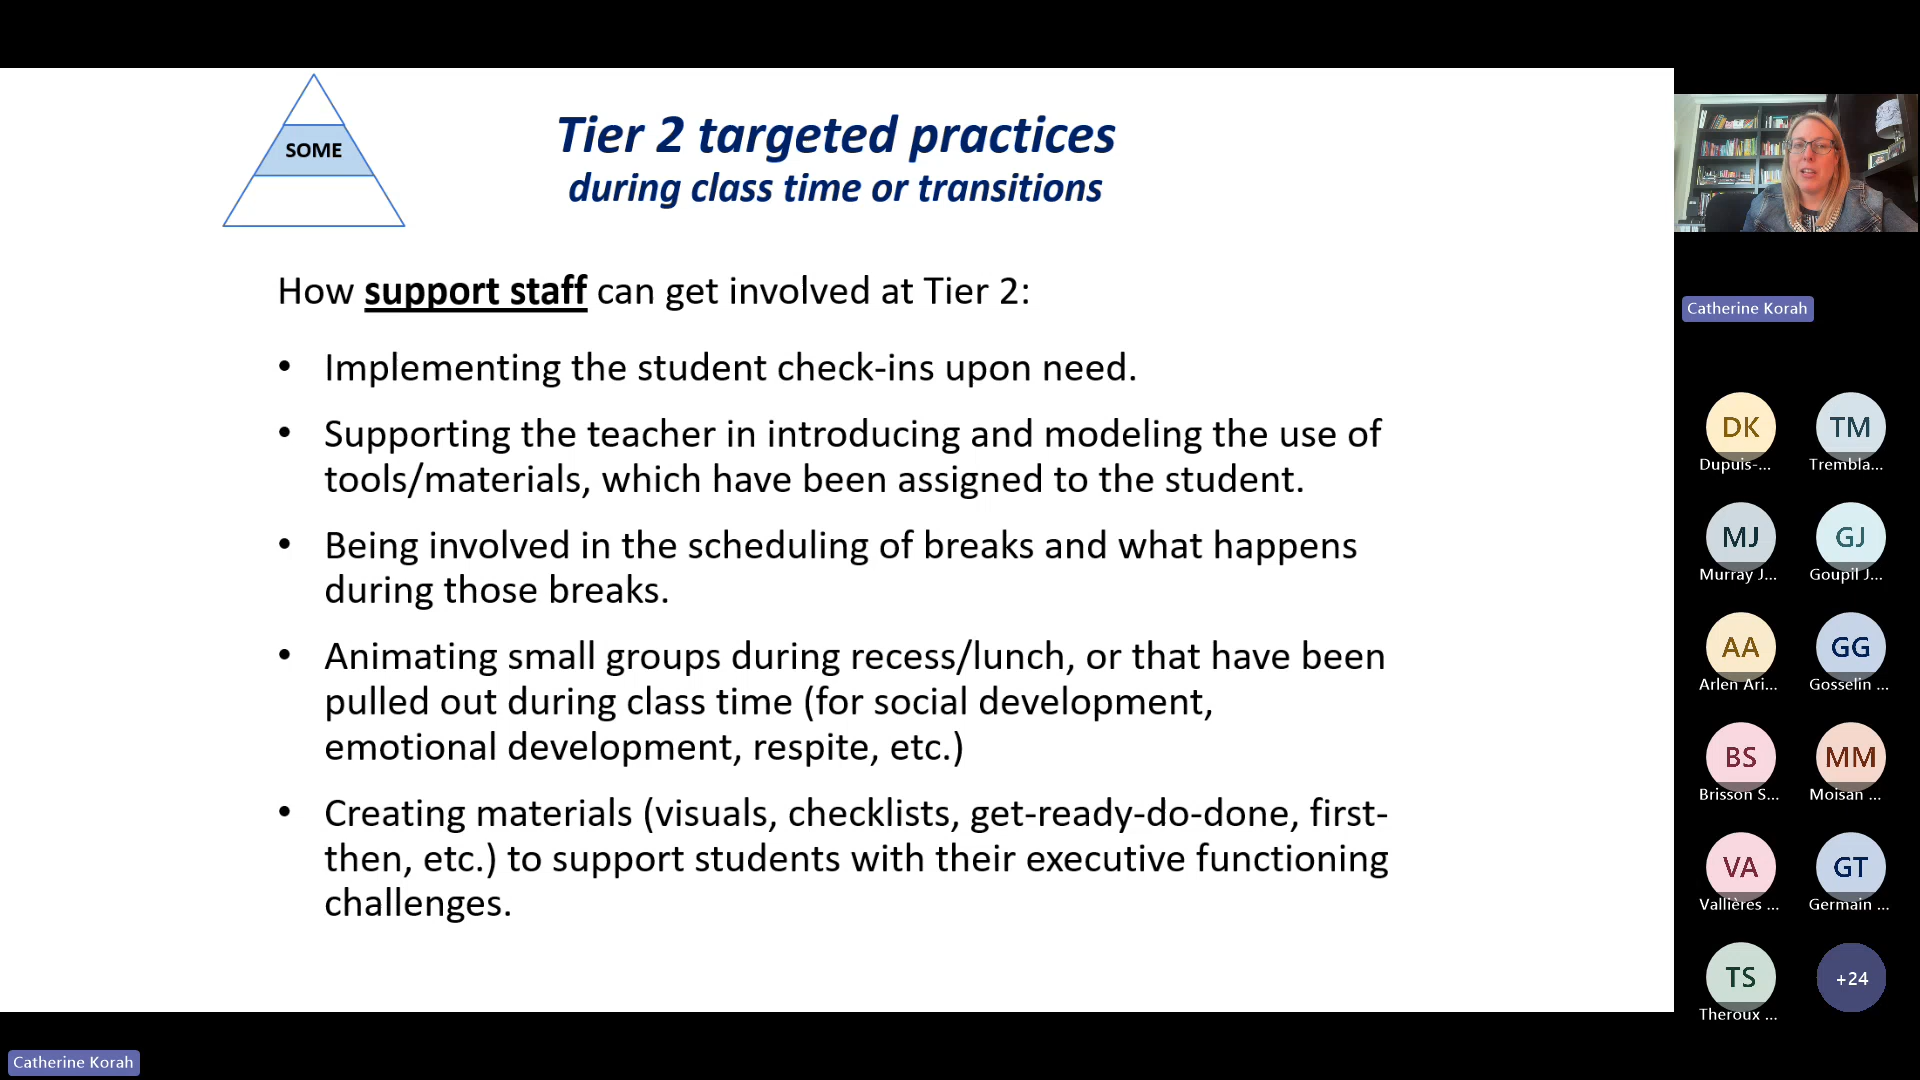 SOME
Tier 2 targeted practices
during class time or transitions
How support staff can get involved at Tier 2:
• Implementing the student check-ins upon need.
• Supporting the teacher in introducing and modeling the use of
tools/materials, which have been assigned to the student.
• Being involved in the scheduling of breaks and what happens
during those breaks.
• Animating small groups during recess/lunch, or that have been
pulled out during class time (for social development,
emotional development, respite, etc.)
• Creating materials (visuals, checklists, get-ready-do-done, first-
then, etc.) to support students with their executive functioning
challenges.
Catherine Korah
DK
Dupuis-...
TM
Trembla...
MJ
Murray J...
GJ
Goupil J...
AA
Arlen Ari...
GG
Gosselin ...
BS
Brisson S...
MM
Moisan ...
VA
Vallières ...
GT
Germain ...
TS
Theroux ...
+24
Catherine Korah